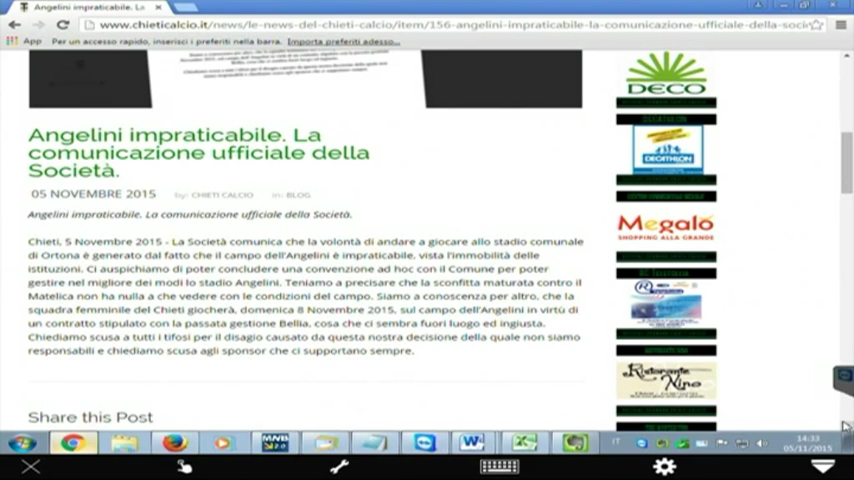 Angelini impraticabile. La
www.chieticalcio.it/news/le-news-del-chieti-calcio/item/156-angelini-impraticabile-la-comunicazione-ufficiale-della-socie
App Per un accesso rapido, inserisci i preferiti nella barra. Importa preferiti adesso...
Angelini impraticabile. La
comunicazione ufficiale della
Società.
05 NOVEMBRE 2015 by: CHIETI CALCIO in: BLOG
Angelini impraticabile. La comunicazione ufficiale della Società.
Chieti, 5 Novembre 2015 - La Società comunica che la volontà di andare a giocare allo stadio comunale
di Ortona è generato dal fatto che il campo dell'Angelini è impraticabile, vista l'immobilità delle
istituzioni. Ci auspichiamo di poter concludere una convenzione ad hoc con il Comune per poter
gestire nel migliore dei modi lo stadio Angelini. Teniamo a precisare che la sconfitta maturata contro il
Matelica non ha nulla a che vedere con le condizioni del campo. Siamo a conoscenza per altro, che la
squadra femminile del Chieti giocherà, domenica 8 Novembre 2015, sul campo dell'Angelini in virtù di
un contratto stipulato con la passata gestione Bellia, cosa che ci sembra fuori luogo ed ingiusta.
Chiediamo scusa a tutti i tifosi per il disagio causato da questa nostra decisione della quale non siamo
responsabili e chiediamo scusa agli sponsor che ci supportano sempre.
Share this Post
DECO
DECATHLON
DECATHLON
Megalò
SHOPPING ALLA GRANDE
Ristorante
Nino
MNB
2.0
IT
14:33
05/11/2015